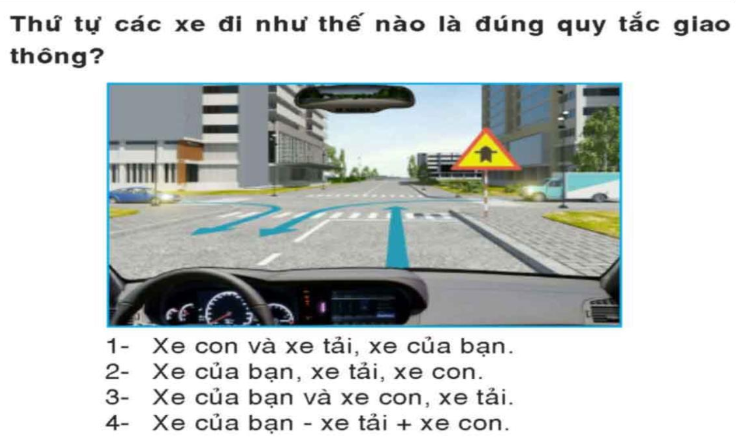 Thứ tự các xe đi như thế nào là đúng quy tắc giao
thông?
1- Xe con và xe tải, xe của bạn.
2- Xe của bạn, xe tải, xe con.
3- Xe của bạn và xe con, xe tải.
4- Xe của bạn - xe tải + xe con.